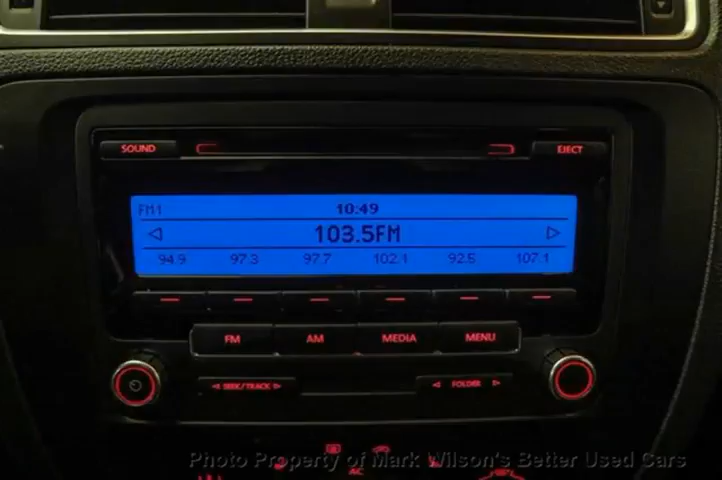 SOUND EJECT
FM1 10:49
103.5FM
94.9 97.3 97.7 102.1 92.5 107.1
FM AM MEDIA MENU
SEEK/TRACK FOLDER
AC
Photo Property of Mark Wilson's Better Used Cars